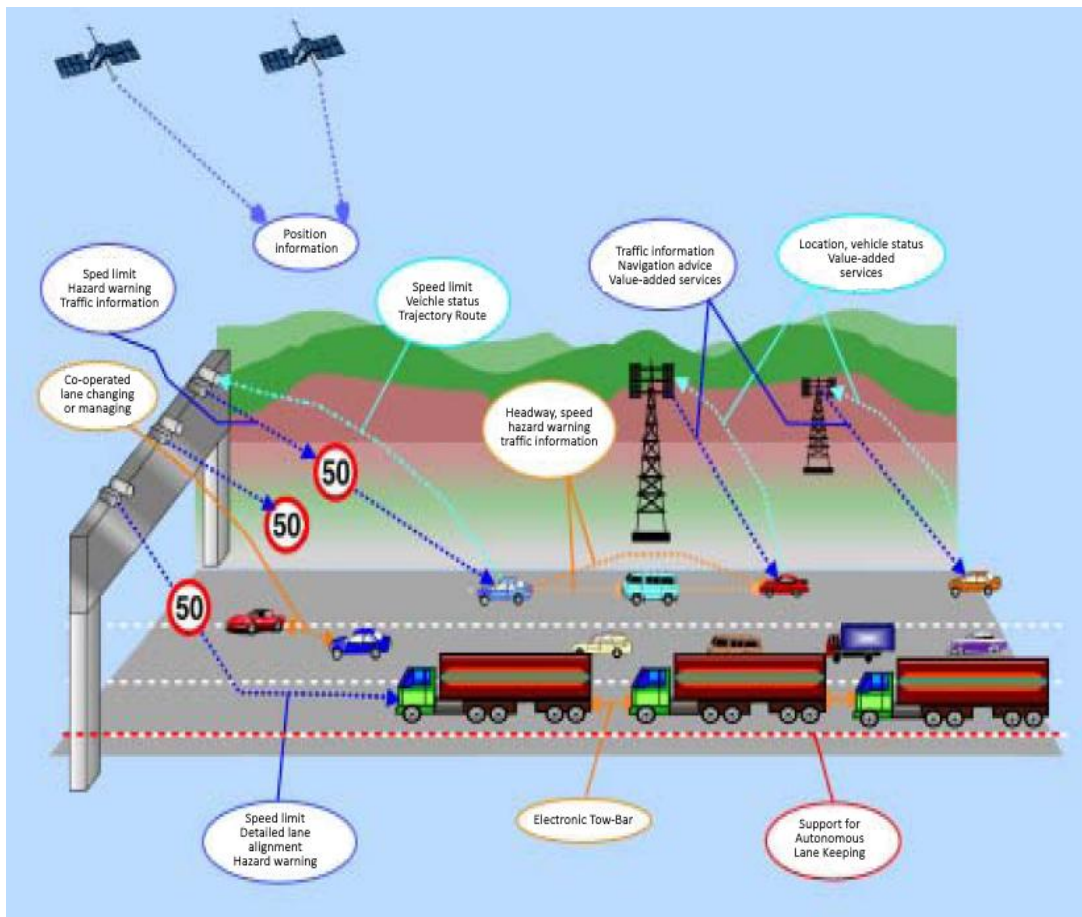 Position
information
Sped limit
Hazard warning
Traffic information
Speed limit
Veichle status
Trajectory Route
Traffic information
Navigation advice
Value-added services
Location, vehicle status
Value-added
services
Co-operated
lane changing
or managing
Headway, speed
hazard warning
traffic information
50
50
50
Speed limit
Detailed lane
alignment
Hazard warning
Electronic Tow-Bar
Support for
Autonomous
Lane Keeping